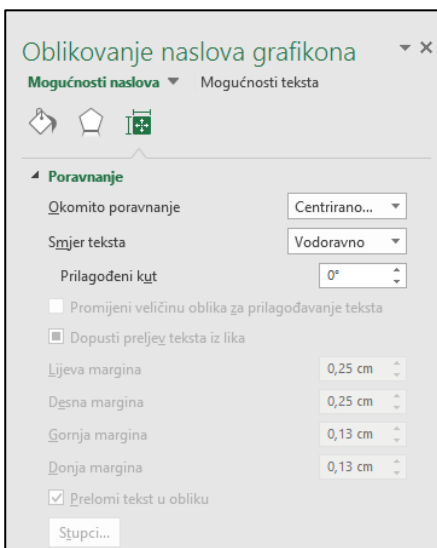 Oblikovanje naslova grafikona
Mogućnosti naslova Mogućnosti teksta
Poravnanje
Okomito poravnanje Centrirano...
Smjer teksta Vodoravno
Prilagođeni kut 0°
Promijeni veličinu oblika za prilagođavanje teksta
Dopusti preljev teksta iz lika
Lijeva margina 0,25 cm
Desna margina 0,25 cm
Gornja margina 0,13 cm
Donja margina 0,13 cm
Prelomi tekst u obliku
Stupci...